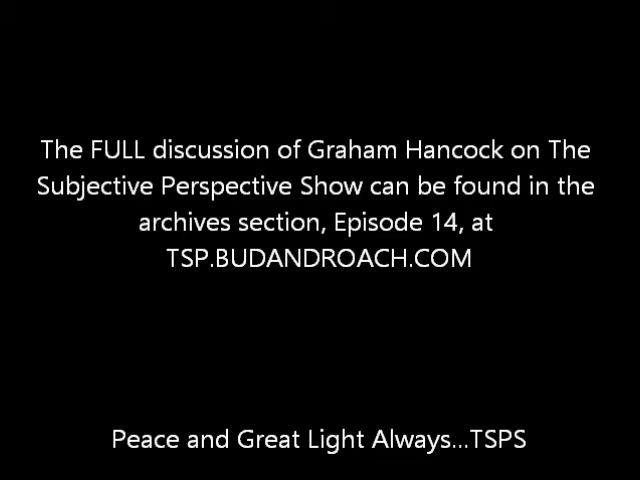 The FULL discussion of Graham Hancock on The
Subjective Perspective Show can be found in the
archives section, Episode 14, at
TSP.BUDANDROACH.COM
Peace and Great Light Always...TSPS